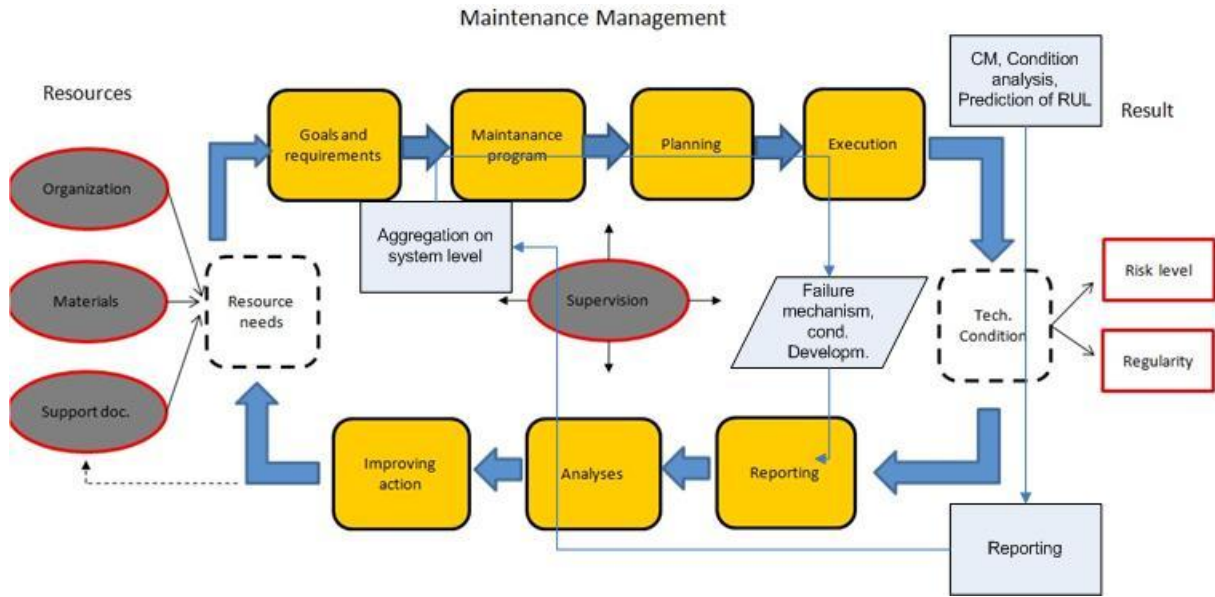 Maintenance Management
Resources
Result
CM, Condition
analysis,
Prediction of RUL
Goals and
requirements
Maintanance
program
Planning
Execution
Organization
Materials
Support doc.
Resource
needs
Aggregation on
system level
Supervision
Failure
mechanism,
cond.
Developm.
Tech.
Condition
Risk level
Regularity
Improving
action
Analyses
Reporting
Reporting